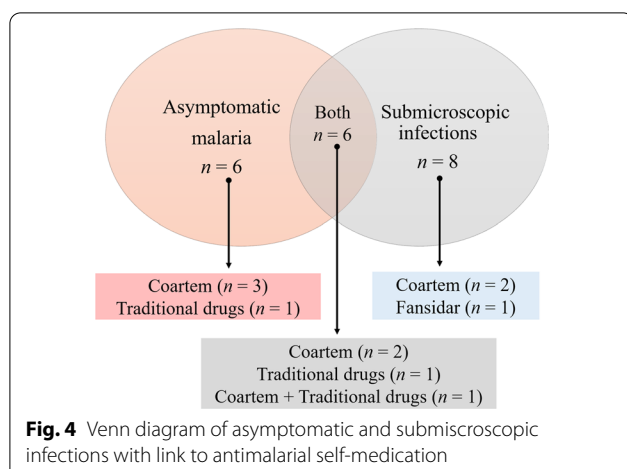 Asymptomatic
malaria
n = 6
Both
n = 6
Submicroscopic
infections
n = 8
Coartem (n = 3)
Traditional drugs (n = 1)
Coartem (n = 2)
Fansidar (n = 1)
Coartem (n = 2)
Traditional drugs (n = 1)
Coartem + Traditional drugs (n = 1)
Fig. 4 Venn diagram of asymptomatic and submiscroscopic
infections with link to antimalarial self-medication